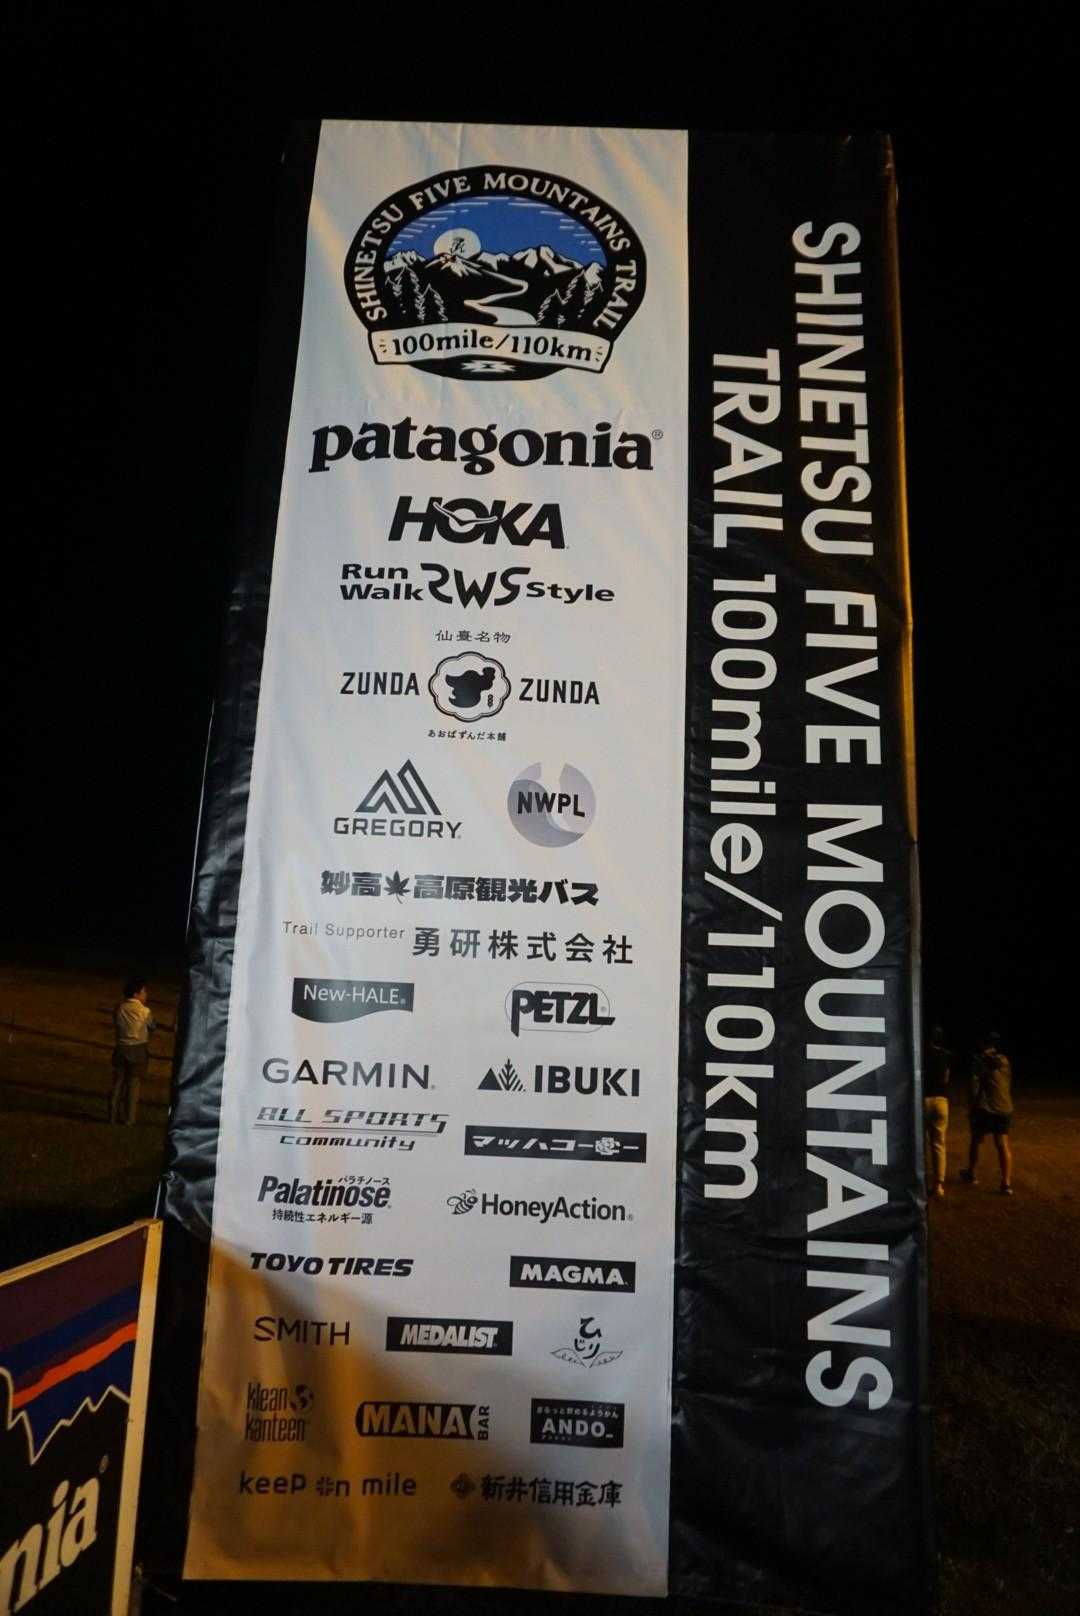 SHINETSU FIVE MOUNTAINS TRAIL
100mile/110km
patagonia®
HOKA
Run Walk RWS Style
仙臺名物
ZUNDA ZUNDA
あおばずんだ本舗
GREGORY NWPL
妙高高原観光バス
Trail Supporter 勇研株式会社
New-HALE® PETZL®
GARMIN® IBUKI
ALL SPORTS community マッハコーヒー
パラチノース
Palatinose®
持続性エネルギー源
HoneyAction®
TOYO TIRES MAGMA
SMITH MEDALIST ひじり
klean kanteen® MANA BAR
ANDO_
keep on mile 新井信用金庫
SHINETSU FIVE MOUNTAINS
TRAIL 100mile/110km
nia®